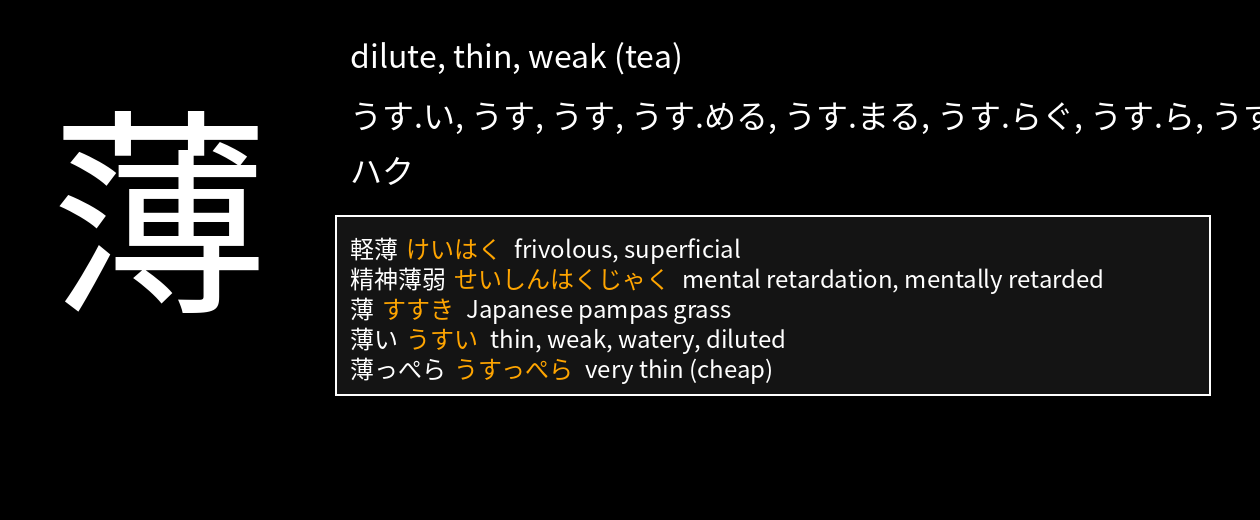 薄
dilute, thin, weak (tea)
うす.い, うす, うす, うす.める, うす.まる, うす.らぐ, うす.ら, うす
ハク
軽薄 けいはく frivolous, superficial
精神薄弱 せいしんはくじゃく mental retardation, mentally retarded
薄 すすき Japanese pampas grass
薄い うすい thin, weak, watery, diluted
薄っぺら うすっぺら very thin (cheap)